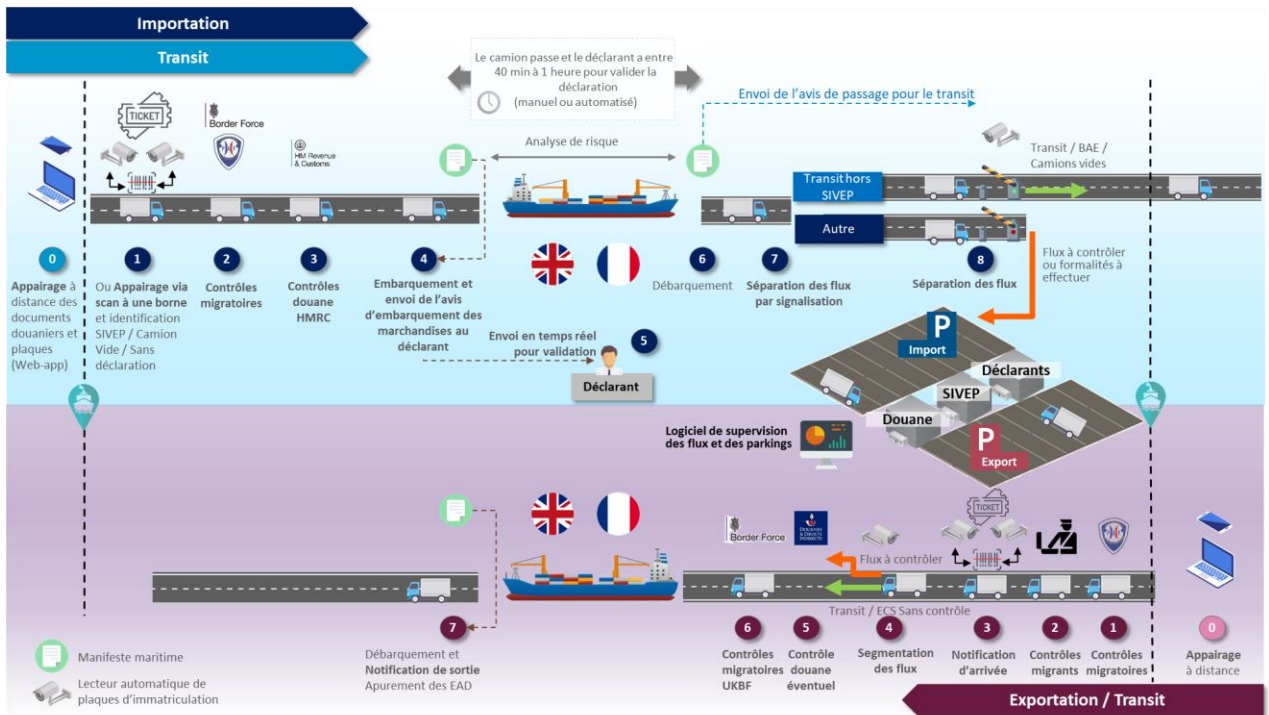 Importation
Transit
Le camion passe et le déclarant a entre
40 min à 1 heure pour valider la
déclaration
(manuel ou automatisé)
Envoi de l'avis de passage pour le transit
TICKET
Border Force
HM Revenue
& Customs
Analyse de risque
Transit / BAE /
Camions vides
Transit hors
SIVEP
Autre
0
Appairage à
distance des
documents
douaniers et
plaques
(Web-app)
1
Ou Appairage via
scan à une borne
et identification
SIVEP / Camion
Vide / Sans
déclaration
2
Contrôles
migratoires
3
Contrôles
douane
HMRC
4
Embarquement et
envoi de l'avis
d'embarquement des
marchandises au
déclarant
Envoi en temps réel
pour validation
5
Déclarant
6
Débarquement
7
Séparation des flux
par signalisation
8
Séparation des flux
Flux à contrôler
ou formalités à
effectuer
P
Import
Déclarants
SIVEP
Douane
P
Export
Logiciel de supervision
des flux et des parkings
TICKET
Border Force
DOUANES
& DROITS
INDIRECTS
Flux à contrôler
Transit / ECS Sans contrôle
7
Débarquement et
Notification de sortie
Apurement des EAD
6
Contrôles
migratoires
UKBF
5
Contrôle
douane
éventuel
4
Segmentation
des flux
3
Notification
d'arrivée
2
Contrôles
migrants
1
Contrôles
migratoires
0
Appairage
à distance
Manifeste maritime
Lecteur automatique de
plaques d'immatriculation
Exportation / Transit